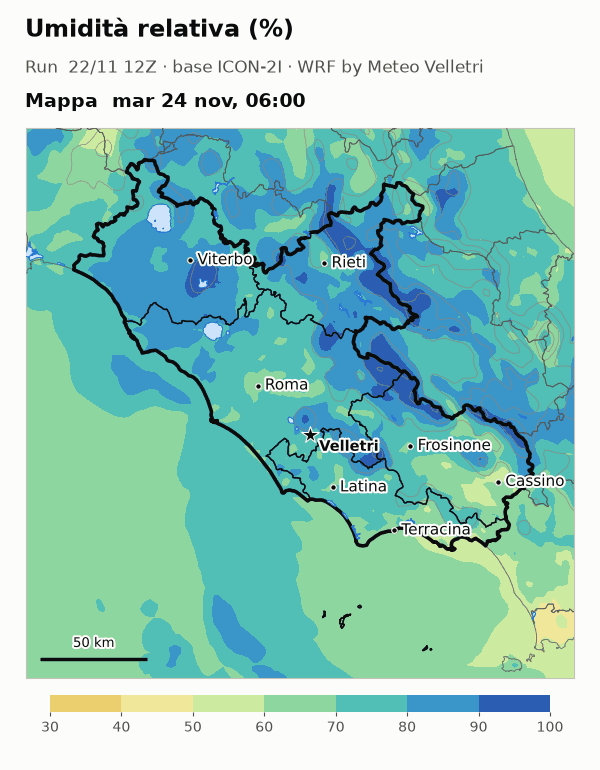 Umidità relativa (%)
Run 22/11 12Z · base ICON-2I · WRF by Meteo Velletri
Mappa mar 24 nov, 06:00
Viterbo
Rieti
Roma
Velletri
Frosinone
Cassino
Latina
Terracina
50 km
30 40 50 60 70 80 90 100